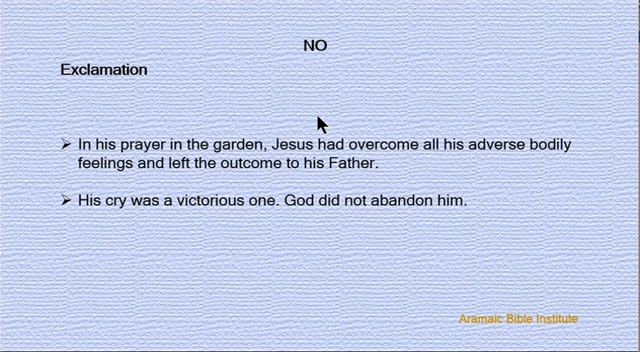 NO
Exclamation
➢ In his prayer in the garden, Jesus had overcome all his adverse bodily
feelings and left the outcome to his Father.
➢ His cry was a victorious one. God did not abandon him.
Aramaic Bible Institute